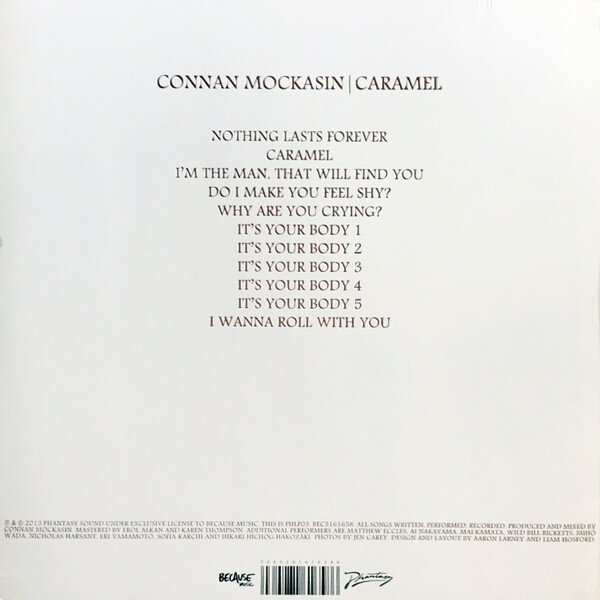 CONNAN MOCKASIN | CARAMEL
NOTHING LASTS FOREVER
CARAMEL
I'M THE MAN, THAT WILL FIND YOU
DO I MAKE YOU FEEL SHY?
WHY ARE YOU CRYING?
IT'S YOUR BODY 1
IT'S YOUR BODY 2
IT'S YOUR BODY 3
IT'S YOUR BODY 4
IT'S YOUR BODY 5
I WANNA ROLL WITH YOU
℗ & © 2013 PHANTASY SOUND UNDER EXCLUSIVE LICENSE TO BECAUSE MUSIC. THIS IS PHLP03 BEC5161658. ALL SONGS WRITTEN, PERFORMED, RECORDED, PRODUCED AND MIXED BY
CONNAN MOCKASIN. MASTERED BY EROL ALKAN AND KAREN THOMPSON. ADDITIONAL PERFORMERS ARE MATTHEW ECCLES, AI NAKAYAMA, MAI KAMATA, WILD BILL RICKETTS, MIHO
WADA, NICHOLAS HARSANT, ERI YAMAMOTO, SOFIA KARCHI AND HIKARI HICHOG HAKOZAKI. PHOTOS BY JEN CAREY. DESIGN AND LAYOUT BY AARON LARNEY AND LIAM HOSFORD
BECAUSE MUSIC
Phantasy